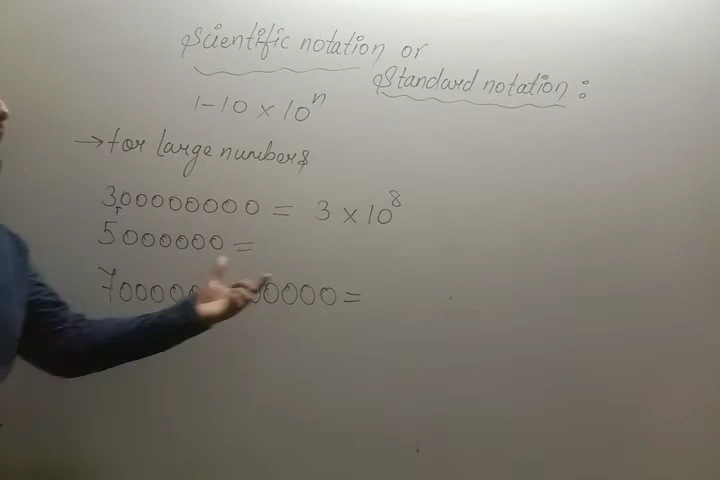 Scientific notation or
Standard notation :
1-10 × 10ⁿ
→ for large numbers
300000000 = 3 × 10⁸
5000000 =
=